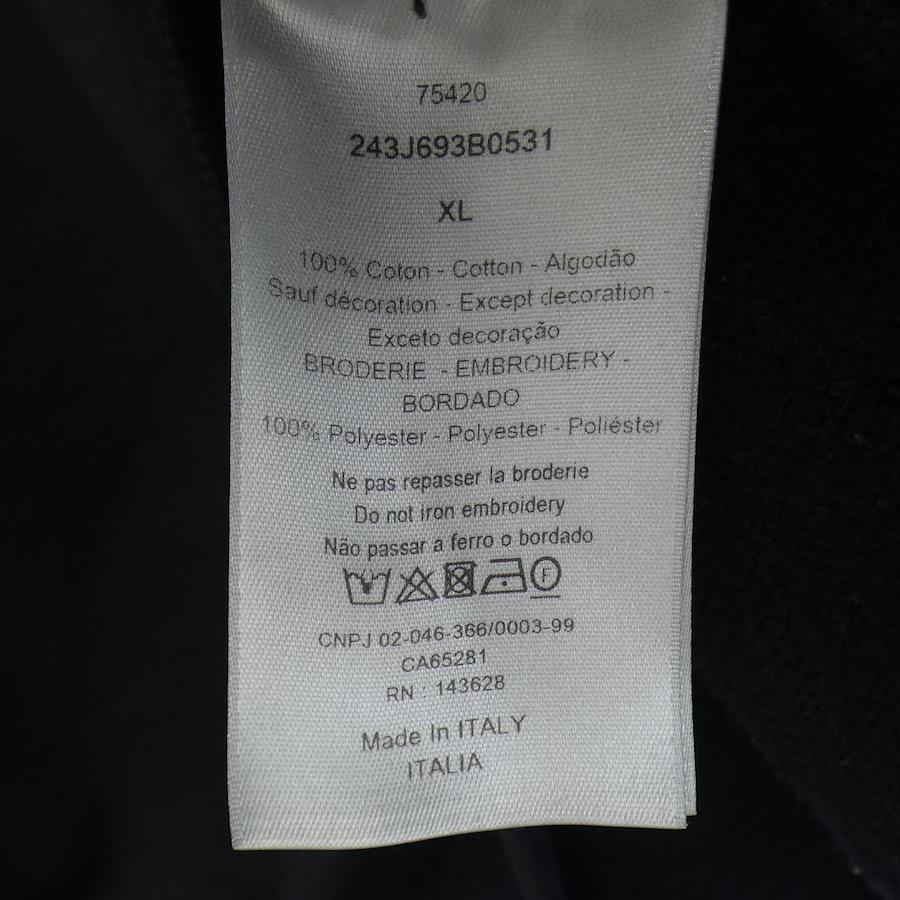 75420
243J693B0531
XL
100% Coton - Cotton - Algodão
Sauf décoration - Except decoration -
Exceto decoração
BRODERIE - EMBROIDERY -
BORDADO
100% Polyester - Polyester - Poliéster
Ne pas repasser la broderie
Do not iron embroidery
Não passar a ferro o bordado
F
CNPJ 02-046-366/0003-99
CA65281
RN : 143628
Made In ITALY
ITALIA